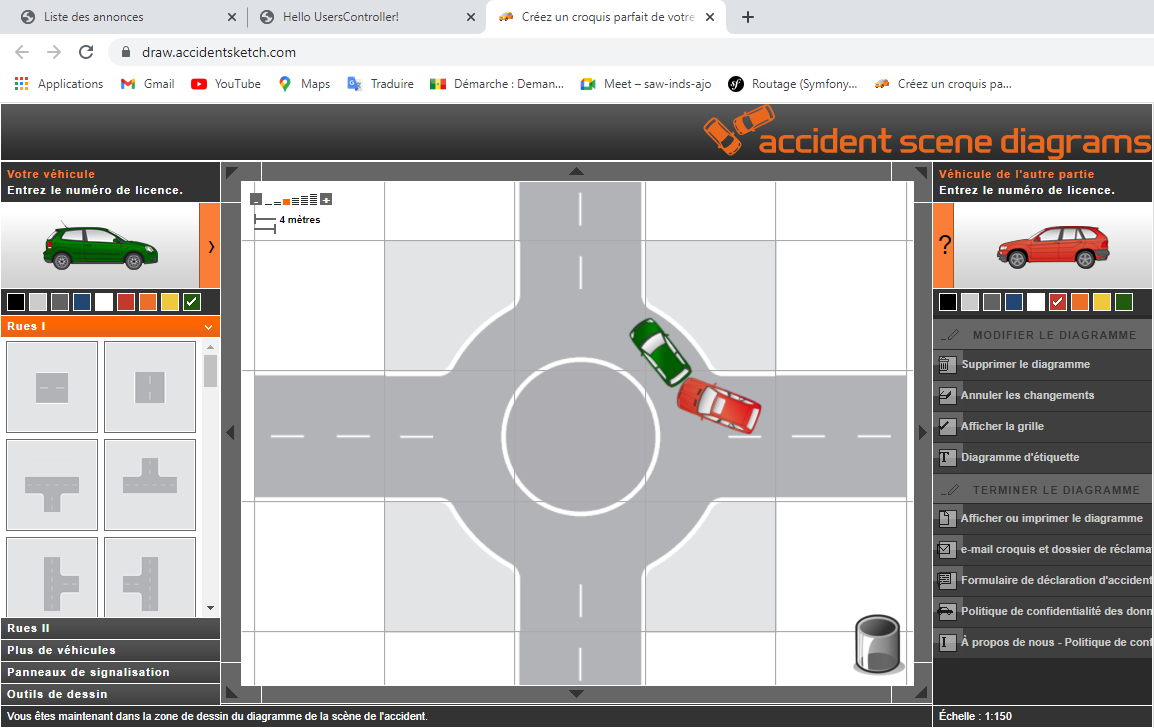 Liste des annonces
Hello UsersController!
Créez un croquis parfait de votre
draw.accidentsketch.com
Applications
Gmail
YouTube
Maps
Traduire
Démarche : Deman...
Meet – saw-inds-ajo
Routage (Symfony...
Créez un croquis pa...
accident scene diagrams
Votre véhicule
Entrez le numéro de licence.
Véhicule de l'autre partie
Entrez le numéro de licence.
4 mètres
?
Rues I
MODIFIER LE DIAGRAMME
Supprimer le diagramme
Annuler les changements
Afficher la grille
T Diagramme d'étiquette
TERMINER LE DIAGRAMME
Afficher ou imprimer le diagramme
e-mail croquis et dossier de réclama
Formulaire de déclaration d'accident
Politique de confidentialité des donn
À propos de nous - Politique de conf
Rues II
Plus de véhicules
Panneaux de signalisation
Outils de dessin
Vous êtes maintenant dans la zone de dessin du diagramme de la scène de l'accident.
Échelle : 1:150